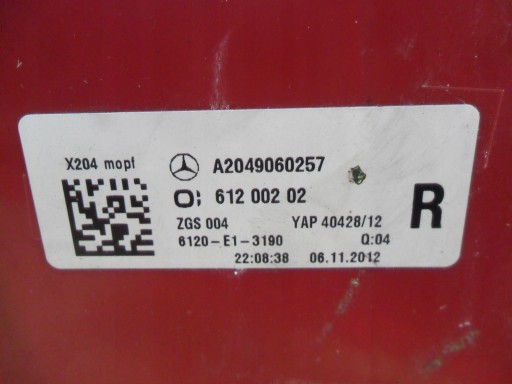 X204 mopf
A2049060257
612 002 02
R
ZGS 004 YAP 40428/12
6120-E1-3190 Q:04
22:08:38 06.11.2012